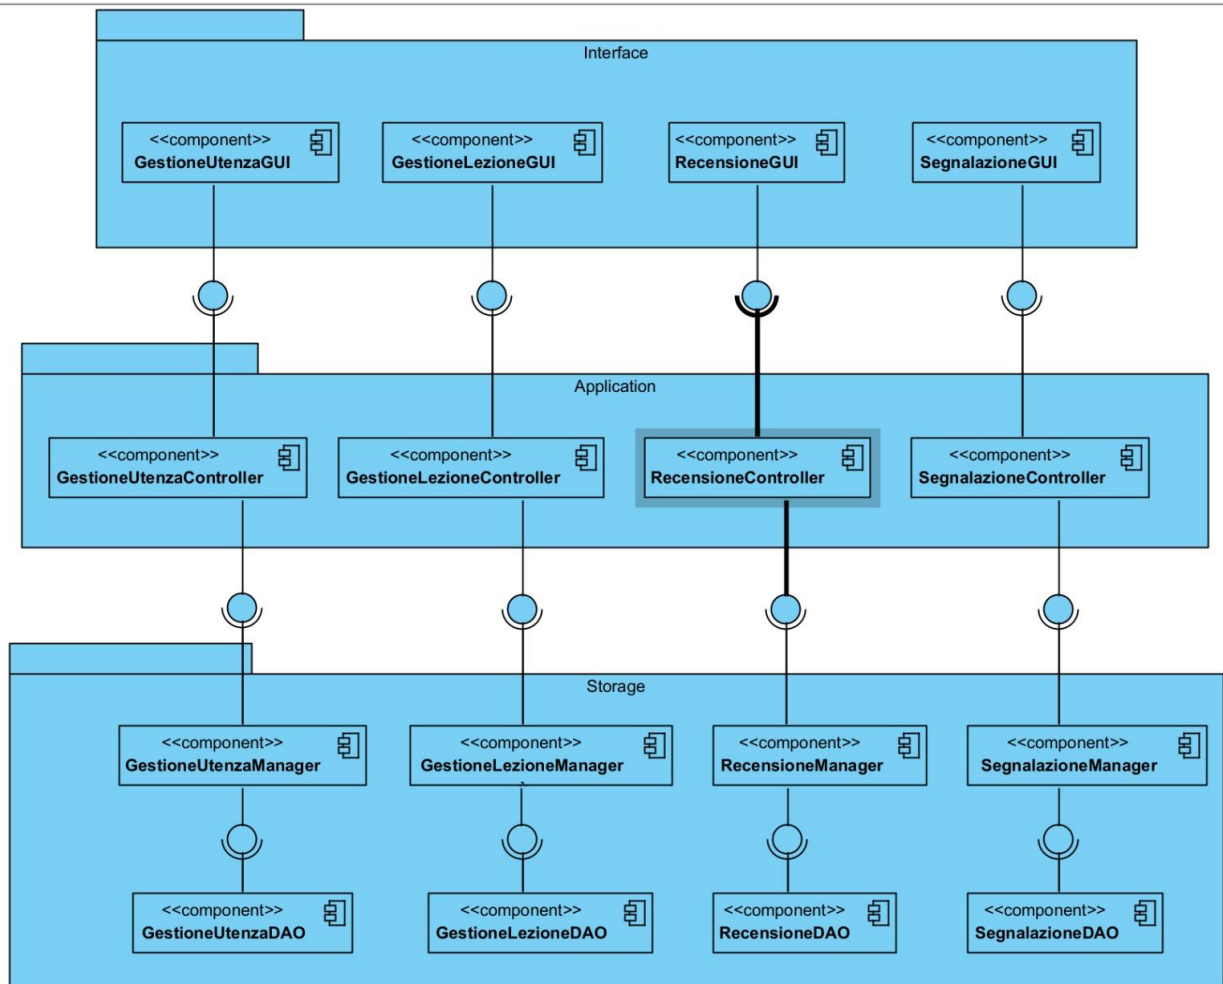 Interface
<<component>> <<component>> <<component>> <<component>>
GestioneUtenzaGUI GestioneLezioneGUI RecensioneGUI SegnalazioneGUI
Application
<<component>> <<component>> <<component>> <<component>>
GestioneUtenzaController GestioneLezioneController RecensioneController SegnalazioneController
Storage
<<component>> <<component>> <<component>> <<component>>
GestioneUtenzaManager GestioneLezioneManager RecensioneManager SegnalazioneManager
<<component>> <<component>> <<component>> <<component>>
GestioneUtenzaDAO GestioneLezioneDAO RecensioneDAO SegnalazioneDAO